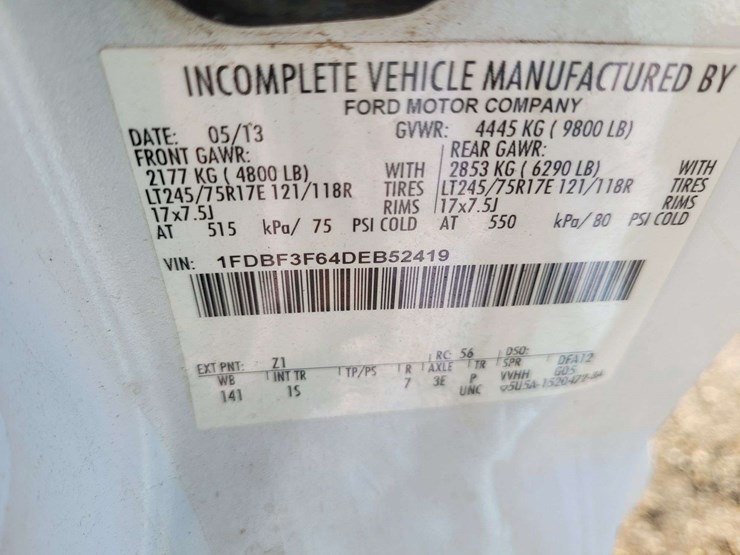 INCOMPLETE VEHICLE MANUFACTURED BY
FORD MOTOR COMPANY
DATE: 05/13 GVWR: 4445 KG ( 9800 LB)
FRONT GAWR: REAR GAWR:
2177 KG ( 4800 LB) WITH 2853 KG ( 6290 LB) WITH
LT245/75R17E 121/118R TIRES LT245/75R17E 121/118R TIRES
17x7.5J RIMS 17x7.5J RIMS
AT 515 kPa/ 75 PSI COLD AT 550 kPa/ 80 PSI COLD
VIN: 1FDBF3F64DEB52419
EXT PNT: Z1 RC: 56 DSO:
WB INT TR TP/PS R AXLE TR SPR DFA12
141 1S 7 3E P VVHH GOS
UNC